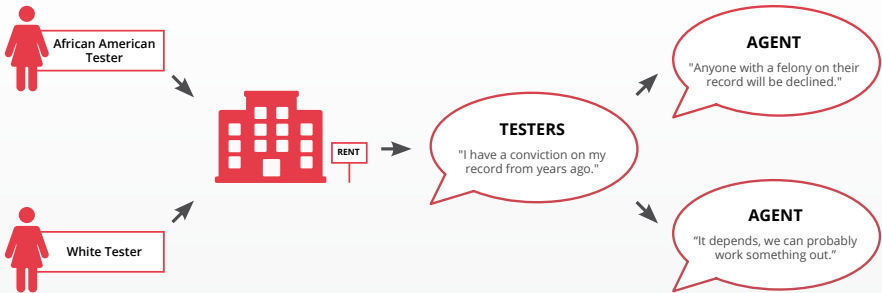 African American
Tester
White Tester
RENT
TESTERS
"I have a conviction on my
record from years ago."
AGENT
"Anyone with a felony on their
record will be declined."
AGENT
“It depends, we can probably
work something out.”